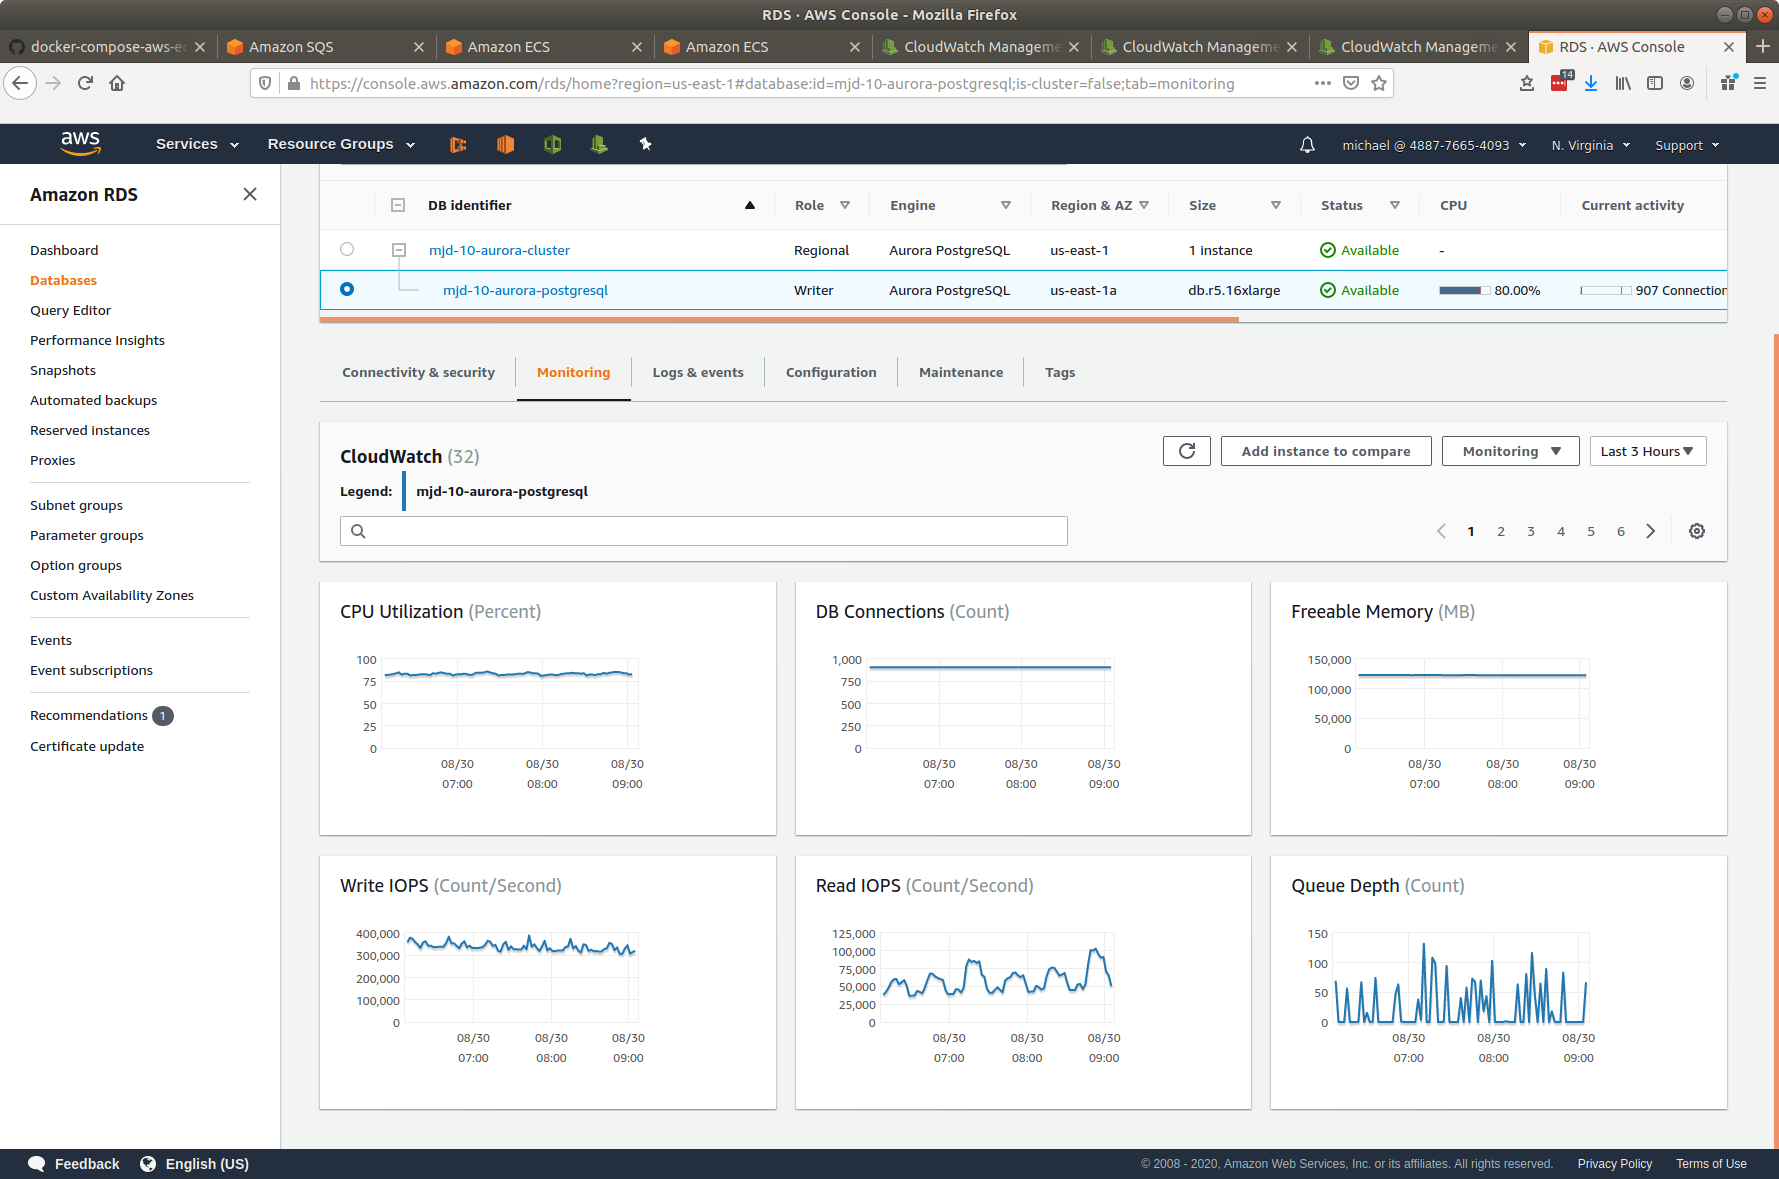 RDS · AWS Console - Mozilla Firefox
docker-compose-aws-ec
Amazon SQS
Amazon ECS
Amazon ECS
CloudWatch Manageme
CloudWatch Manageme
CloudWatch Manageme
RDS · AWS Console
https://console.aws.amazon.com/rds/home?region=us-east-1#database:id=mjd-10-aurora-postgresql;is-cluster=false;tab=monitoring
14
aws
Services
Resource Groups
michael @ 4887-7665-4093
N. Virginia
Support
Amazon RDS
Dashboard
Databases
Query Editor
Performance Insights
Snapshots
Automated backups
Reserved instances
Proxies
Subnet groups
Parameter groups
Option groups
Custom Availability Zones
Events
Event subscriptions
Recommendations 1
Certificate update
DB identifier Role Engine Region & AZ Size Status CPU Current activity
mjd-10-aurora-cluster Regional Aurora PostgreSQL us-east-1 1 instance Available -
mjd-10-aurora-postgresql Writer Aurora PostgreSQL us-east-1a db.r5.16xlarge Available 80.00% 907 Connection
Connectivity & security
Monitoring
Logs & events
Configuration
Maintenance
Tags
CloudWatch (32)
Add instance to compare
Monitoring
Last 3 Hours
Legend: mjd-10-aurora-postgresql
1 2 3 4 5 6
CPU Utilization (Percent)
100
75
50
25
0
08/30 08/30 08/30
07:00 08:00 09:00
DB Connections (Count)
1,000
750
500
250
0
08/30 08/30 08/30
07:00 08:00 09:00
Freeable Memory (MB)
150,000
100,000
50,000
0
08/30 08/30 08/30
07:00 08:00 09:00
Write IOPS (Count/Second)
400,000
300,000
200,000
100,000
0
08/30 08/30 08/30
07:00 08:00 09:00
Read IOPS (Count/Second)
125,000
100,000
75,000
50,000
25,000
0
08/30 08/30 08/30
07:00 08:00 09:00
Queue Depth (Count)
150
100
50
0
08/30 08/30 08/30
07:00 08:00 09:00
Feedback
English (US)
© 2008 - 2020, Amazon Web Services, Inc. or its affiliates. All rights reserved.
Privacy Policy
Terms of Use